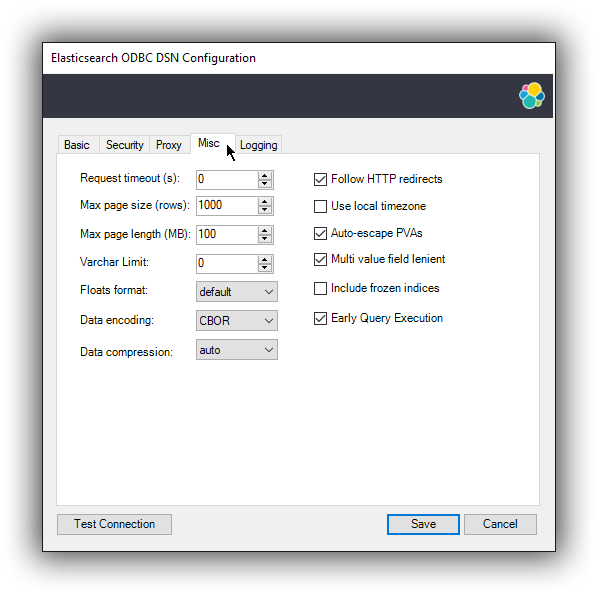 Elasticsearch ODBC DSN Configuration
Basic Security Proxy Misc Logging
Request timeout (s): 0 Follow HTTP redirects
Max page size (rows): 1000 Use local timezone
Max page length (MB): 100 Auto-escape PVAs
Varchar Limit: 0 Multi value field lenient
Floats format: default Include frozen indices
Data encoding: CBOR Early Query Execution
Data compression: auto
Test Connection Save Cancel